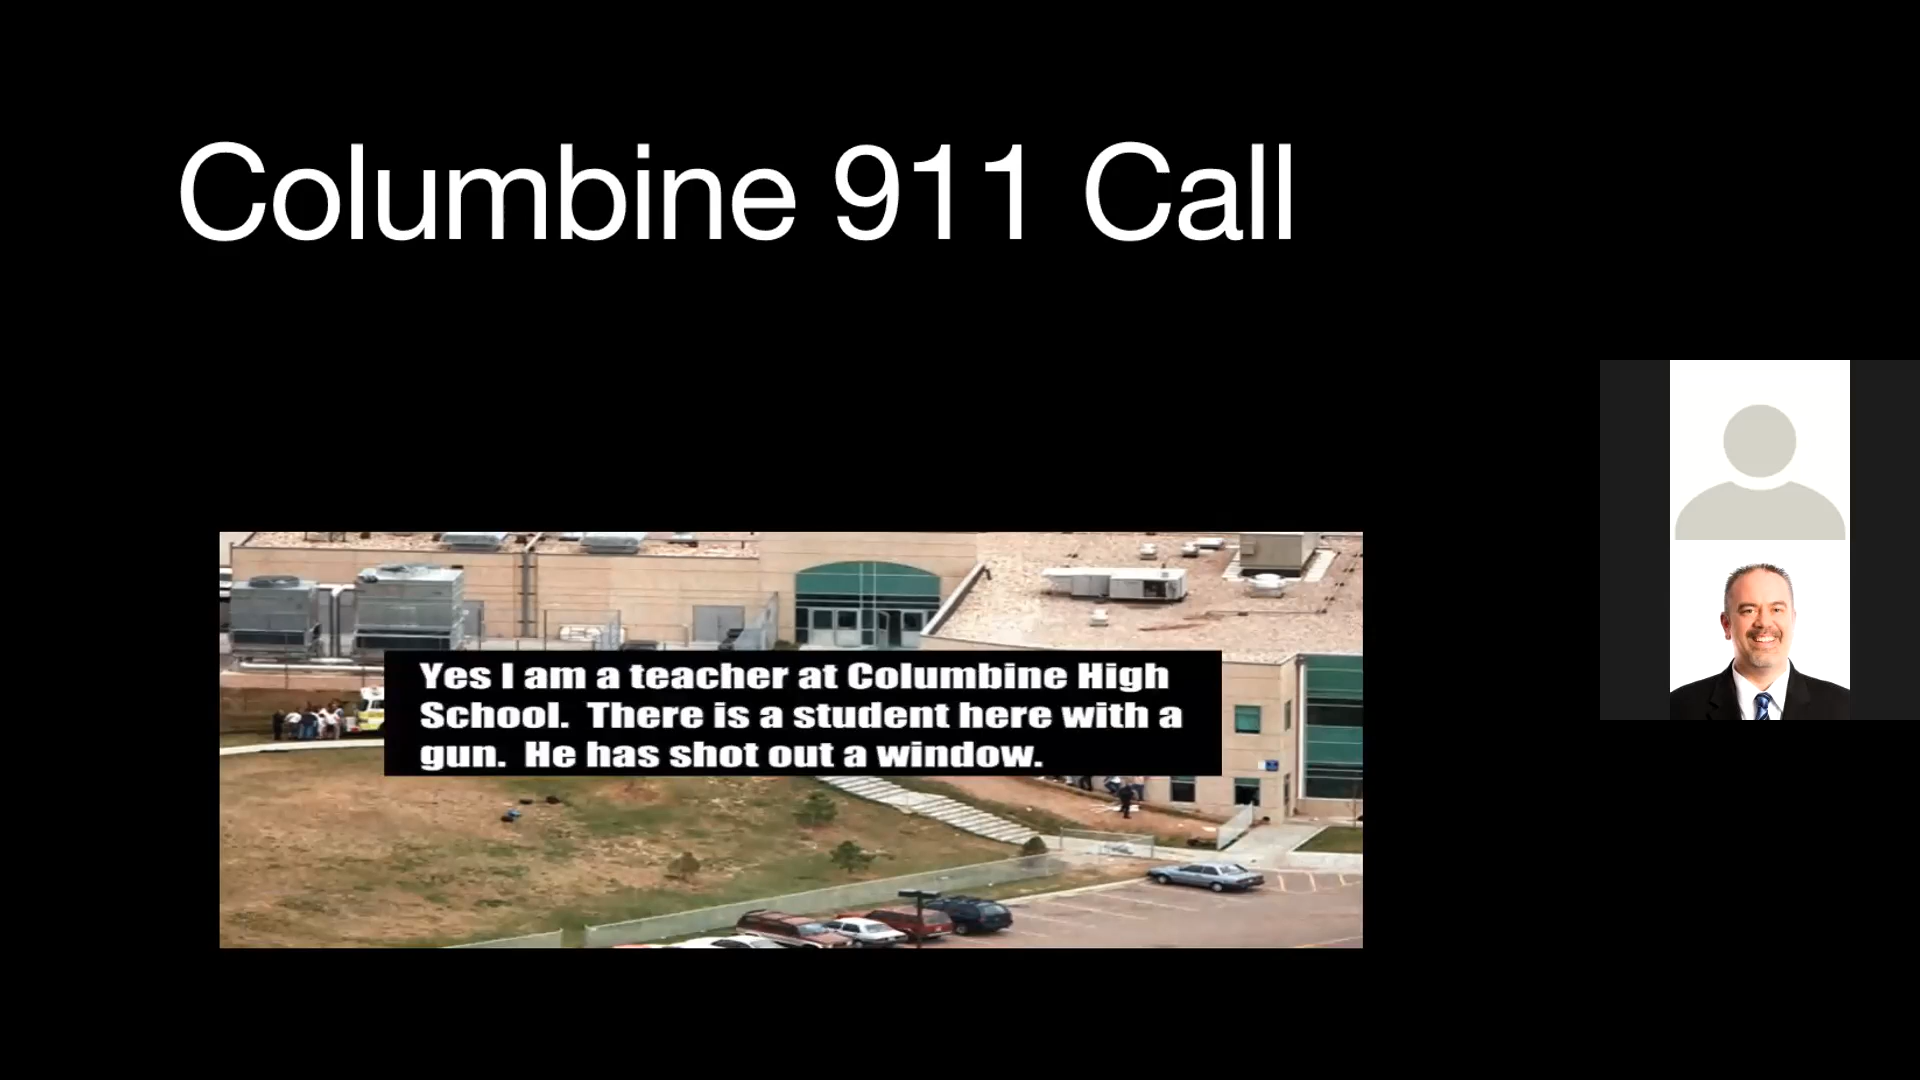 Columbine 911 Call
Yes I am a teacher at Columbine High
School.  There is a student here with a
gun.  He has shot out a window.